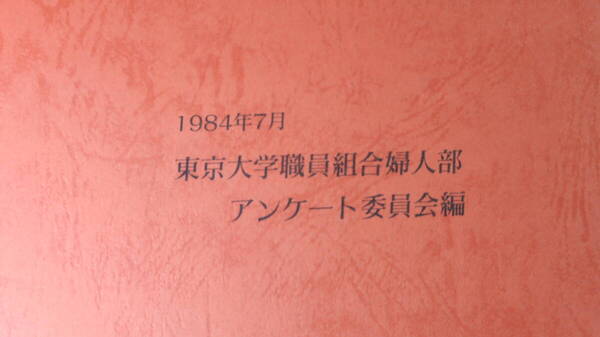 1984年7月
東京大学職員組合婦人部
アンケート委員会編